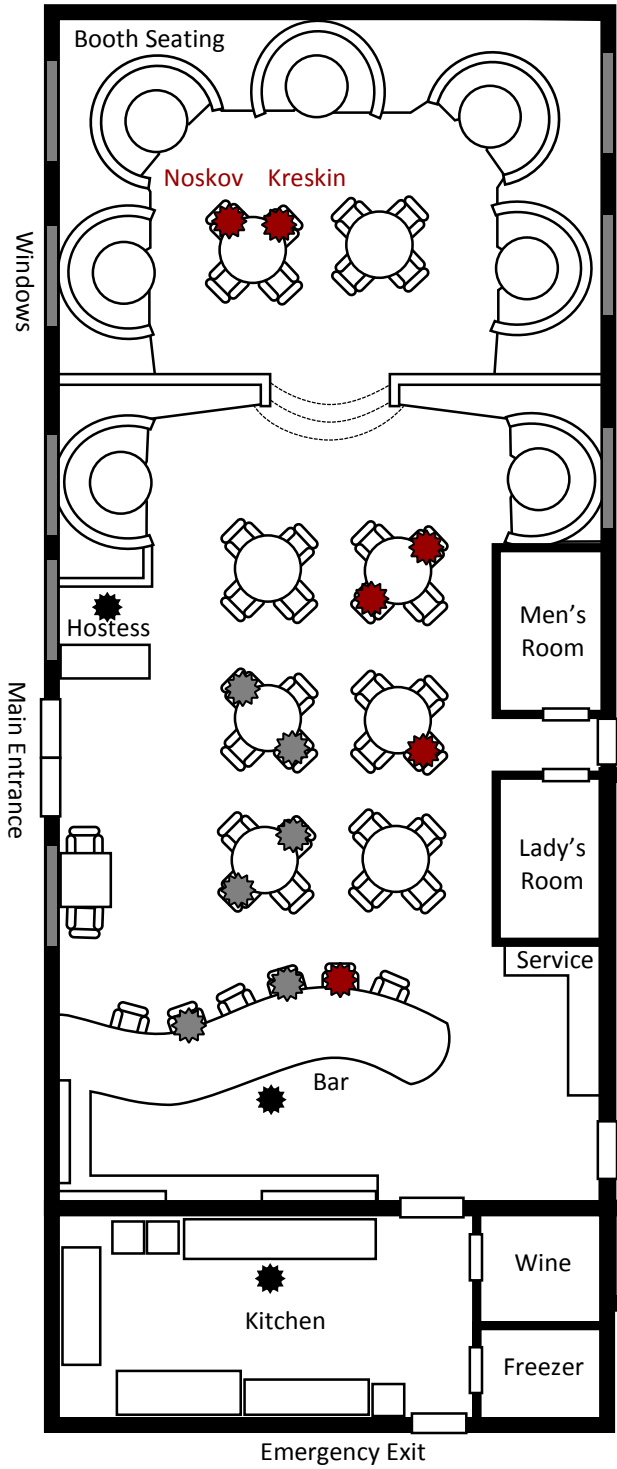 Booth Seating
Noskov Kreskin
Windows
Hostess
Men's
Room
Main Entrance
Lady's
Room
Service
Bar
Wine
Kitchen
Freezer
Emergency Exit